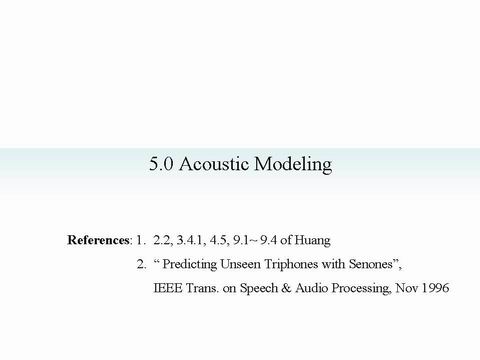 5.0 Acoustic Modeling
References: 1. 2.2, 3.4.1, 4.5, 9.1~ 9.4 of Huang
2. “ Predicting Unseen Triphones with Senones”,
IEEE Trans. on Speech & Audio Processing, Nov 1996